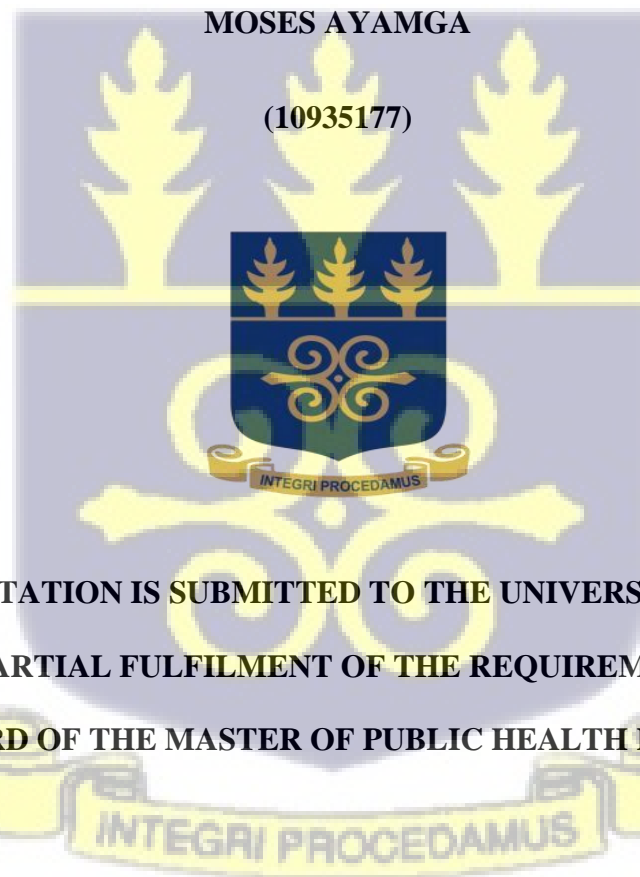 MOSES AYAMGA
(10935177)
INTEGRI PROCEDAMUS
TATION IS SUBMITTED TO THE UNIVERS
ARTIAL FULFILMENT OF THE REQUIREM
RD OF THE MASTER OF PUBLIC HEALTH
INTEGRI PROCEDAMUS